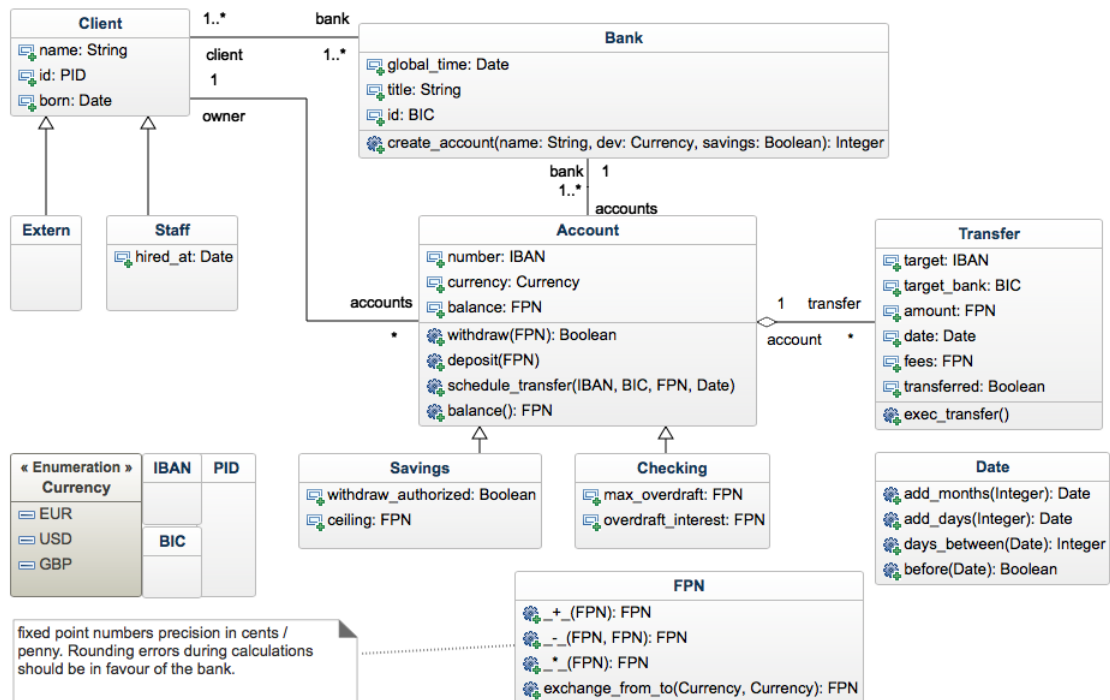 Client
name: String
id: PID
born: Date
1..*
bank
client
1..*
1
owner
Bank
global_time: Date
title: String
id: BIC
create_account(name: String, dev: Currency, savings: Boolean): Integer
bank 1
1..*
accounts
Extern
Staff
hired_at: Date
Account
number: IBAN
currency: Currency
balance: FPN
withdraw(FPN): Boolean
deposit(FPN)
schedule_transfer(IBAN, BIC, FPN, Date)
balance(): FPN
accounts
*
1 transfer
account *
Transfer
target: IBAN
target_bank: BIC
amount: FPN
date: Date
fees: FPN
transferred: Boolean
exec_transfer()
« Enumeration »
Currency
EUR
USD
GBP
IBAN
PID
BIC
Savings
withdraw_authorized: Boolean
ceiling: FPN
Checking
max_overdraft: FPN
overdraft_interest: FPN
Date
add_months(Integer): Date
add_days(Integer): Date
days_between(Date): Integer
before(Date): Boolean
FPN
_+_(FPN): FPN
_-_(FPN, FPN): FPN
_*_(FPN): FPN
exchange_from_to(Currency, Currency): FPN
fixed point numbers precision in cents /
penny. Rounding errors during calculations
should be in favour of the bank.